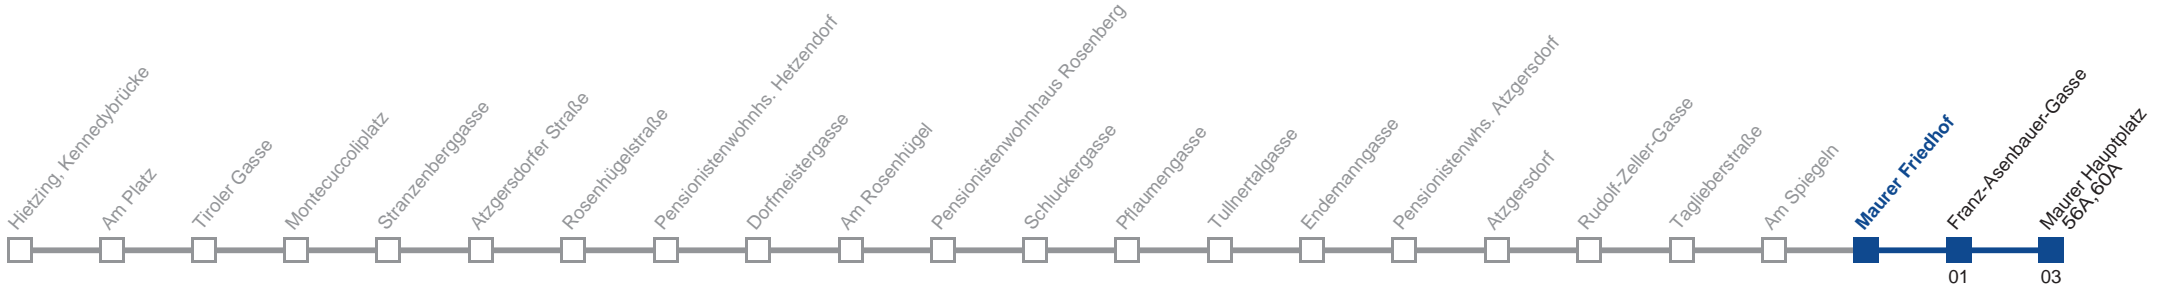 Hietzing, Kennedybrücke
Am Platz
Tiroler Gasse
Montecuccoliplatz
Stranzenberggasse
Atzgersdorfer Straße
Rosenhügelstraße
Pensionistenwohnhs. Hetzendorf
Dorfmeistergasse
Am Rosenhügel
Pensionistenwohnhaus Rosenberg
Schluckergasse
Pflaumengasse
Tullnertalgasse
Endemanngasse
Pensionistenwhs. Atzgersdorf
Atzgersdorf
Rudolf-Zeller-Gasse
Taglieberstraße
Am Spiegeln
Maurer Friedhof
Franz-Asenbauer-Gasse
Maurer Hauptplatz
56A,60A
01
03